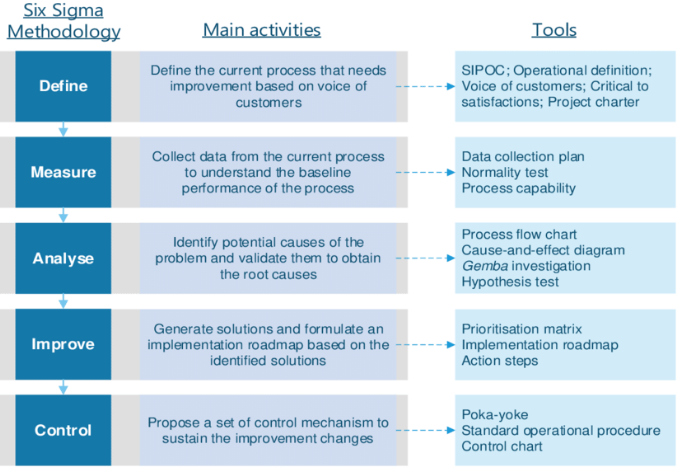 Six Sigma
Methodology
Main activities
Tools
Define
Define the current process that needs
improvement based on voice of
customers
SIPOC; Operational definition;
Voice of customers; Critical to
satisfactions; Project charter
Measure
Collect data from the current process
to understand the baseline
performance of the process
Data collection plan
Normality test
Process capability
Analyse
Identify potential causes of the
problem and validate them to obtain
the root causes
Process flow chart
Cause-and-effect diagram
Gemba investigation
Hypothesis test
Improve
Generate solutions and formulate an
implementation roadmap based on the
identified solutions
Prioritisation matrix
Implementation roadmap
Action steps
Control
Propose a set of control mechanism to
sustain the improvement changes
Poka-yoke
Standard operational procedure
Control chart